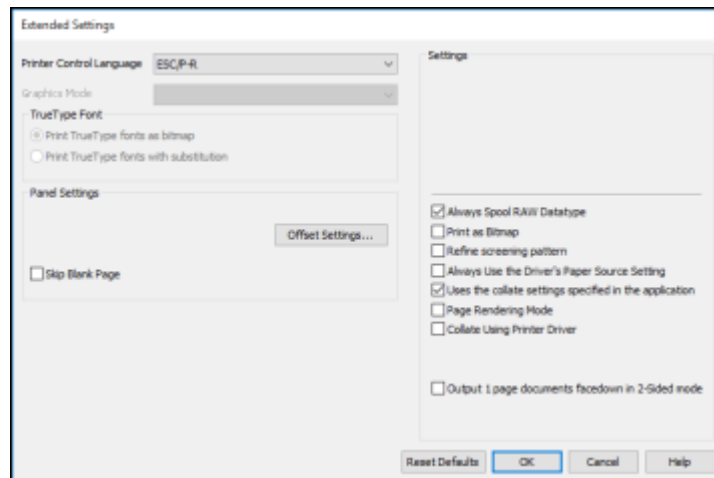 Extended Settings
Printer Control Language
ESC/P-R
Graphics Mode
TrueType Font
Print TrueType fonts as bitmap
Print TrueType fonts with substitution
Panel Settings
Offset Settings...
Skip Blank Page
Settings
Always Spool RAW Datatype
Print as Bitmap
Refine screening pattern
Always Use the Driver's Paper Source Setting
Uses the collate settings specified in the application
Page Rendering Mode
Collate Using Printer Driver
Output 1 page documents facedown in 2-Sided mode
Reset Defaults
OK
Cancel
Help